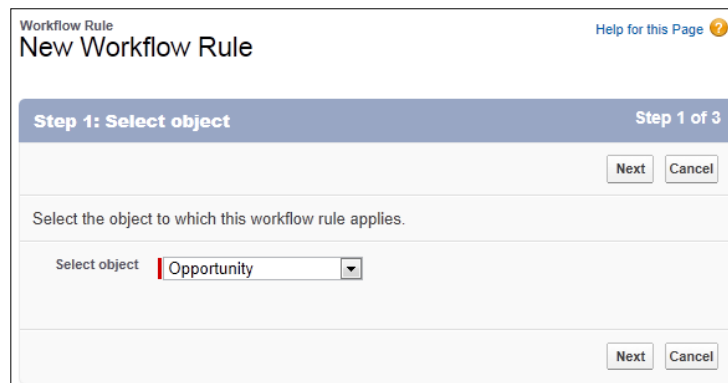 Workflow Rule
New Workflow Rule
Help for this Page ?
Step 1: Select object
Step 1 of 3
Next Cancel
Select the object to which this workflow rule applies.
Select object Opportunity
Next Cancel